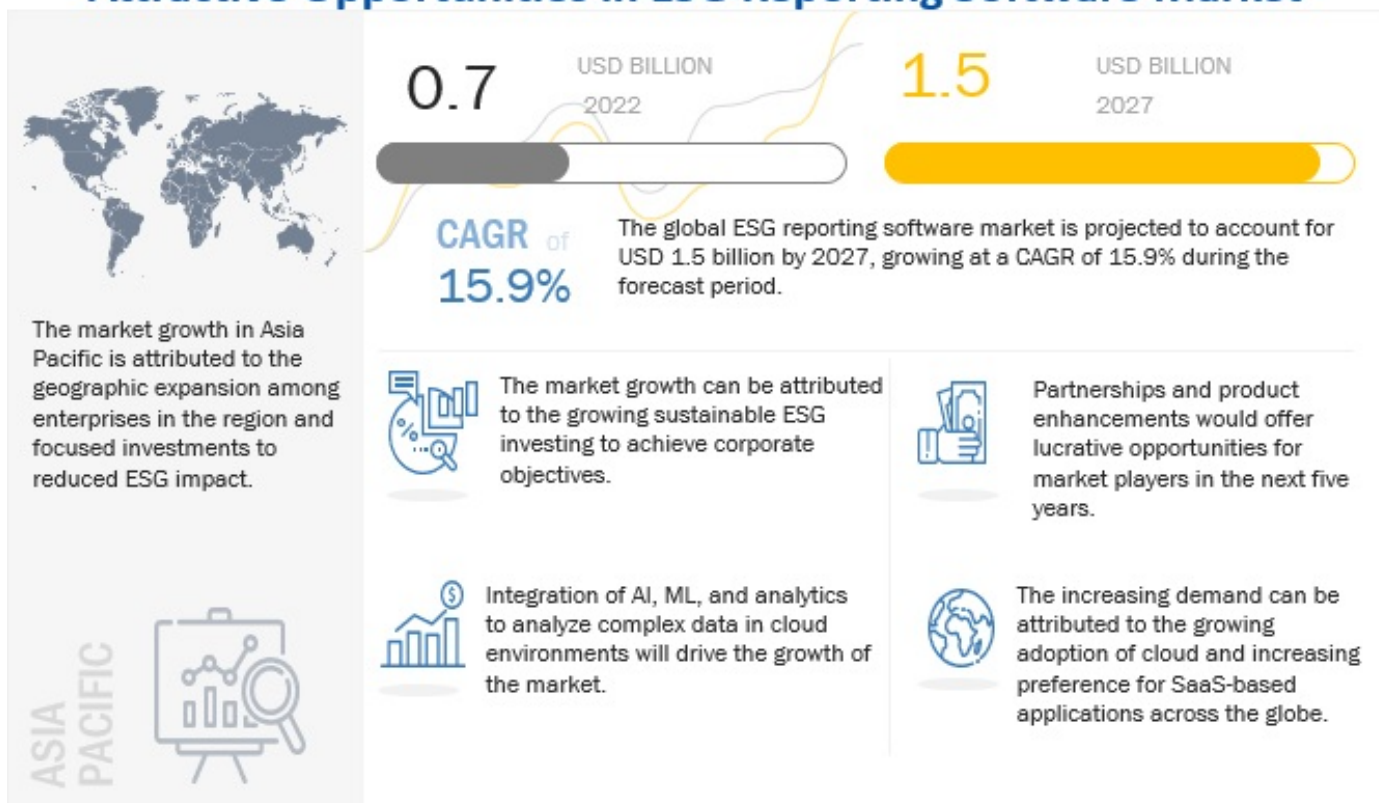 Attractive Opportunities in ESG Reporting Software Market
0.7
USD BILLION
2022
1.5
USD BILLION
2027
CAGR of
15.9%
The global ESG reporting software market is projected to account for
USD 1.5 billion by 2027, growing at a CAGR of 15.9% during the
forecast period.
The market growth in Asia
Pacific is attributed to the
geographic expansion among
enterprises in the region and
focused investments to
reduced ESG impact.
ASIA
PACIFIC
The market growth can be attributed
to the growing sustainable ESG
investing to achieve corporate
objectives.
Partnerships and product
enhancements would offer
lucrative opportunities for
market players in the next five
years.
Integration of AI, ML, and analytics
to analyze complex data in cloud
environments will drive the growth of
the market.
The increasing demand can be
attributed to the growing
adoption of cloud and increasing
preference for SaaS-based
applications across the globe.